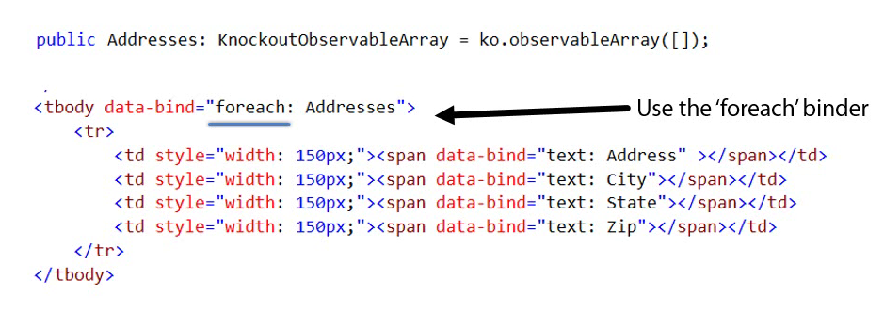 public Addresses: KnockoutObservableArray = ko.observableArray([]);
<tbody data-bind="foreach: Addresses">
Use the 'foreach' binder
<tr>
<td style="width: 150px;"><span data-bind="text: Address" ></span></td>
<td style="width: 150px;"><span data-bind="text: City"></span></td>
<td style="width: 150px;"><span data-bind="text: State"></span></td>
<td style="width: 150px;"><span data-bind="text: Zip"></span></td>
</tr>
</tbody>